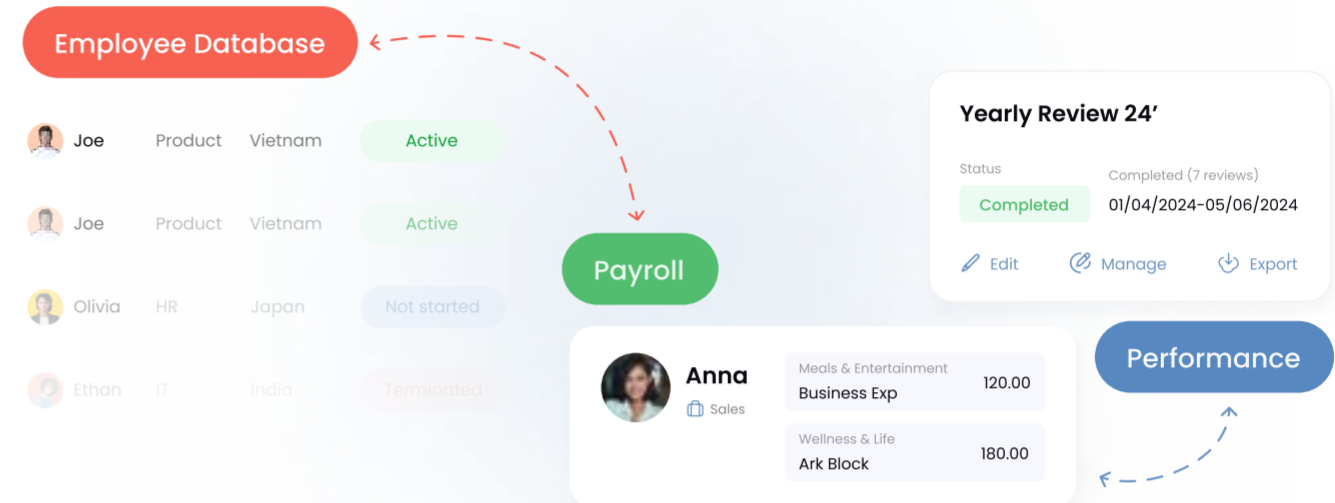 Employee Database
Joe Product Vietnam Active
Joe Product Vietnam Active
Olivia HR Japan Not started
Ethan IT India Terminated
Payroll
Anna
Sales
Meals & Entertainment
Business Exp 120.00
Wellness & Life
Ark Block 180.00
Yearly Review 24’
Status Completed (7 reviews)
Completed 01/04/2024-05/06/2024
Edit Manage Export
Performance